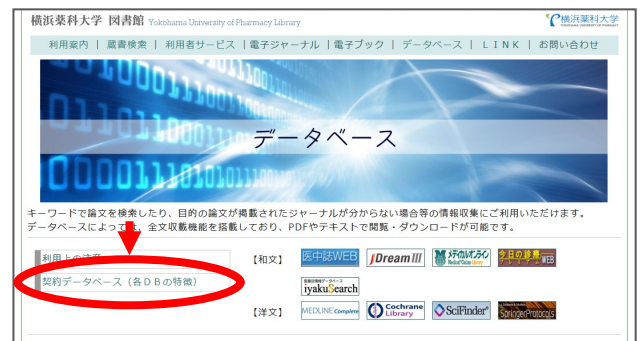 横浜薬科大学 図書館 Yokohama University of Pharmacy Library
横浜薬科大学
利用案内 | 蔵書検索 | 利用者サービス | 電子ジャーナル | 電子ブック | データベース | LINK | お問い合わせ
データベース
キーワードで論文を検索したり、目的の論文が掲載されたジャーナルが分からない場合等の情報収集にご利用いただけます。
データベースによっては、全文収載機能を搭載しており、PDFやテキストで閲覧・ダウンロードが可能です。
利用上の注意
契約データベース(各DBの特徴)
【和文】 医中誌WEB JDreamⅢ メディカルオンライン Medical*Online Library 今日の診療 プレミアム WEB
iyakuSearch
【洋文】 MEDLINE Complete Cochrane Library SciFinder® SpringerProtocols